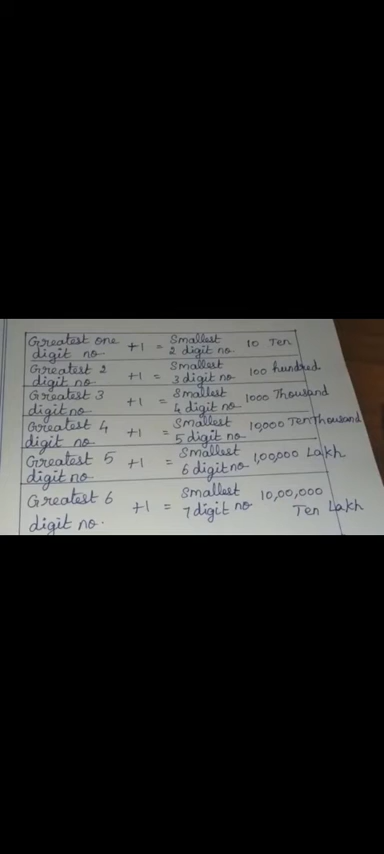 Greatest one +1 = Smallest 10 Ten
digit no. 2 digit no.
Greatest 2 +1 = Smallest 100 hundred
digit no. 3 digit no.
Greatest 3 +1 = Smallest 1000 Thousand
digit no. 4 digit no.
Greatest 4 +1 = Smallest 10,000 Ten Thousand
digit no. 5 digit no.
Greatest 5 +1 = Smallest 1,00,000 Lakh
digit no. 6 digit no.
Greatest 6 +1 = Smallest 10,00,000
digit no. 7 digit no Ten Lakh